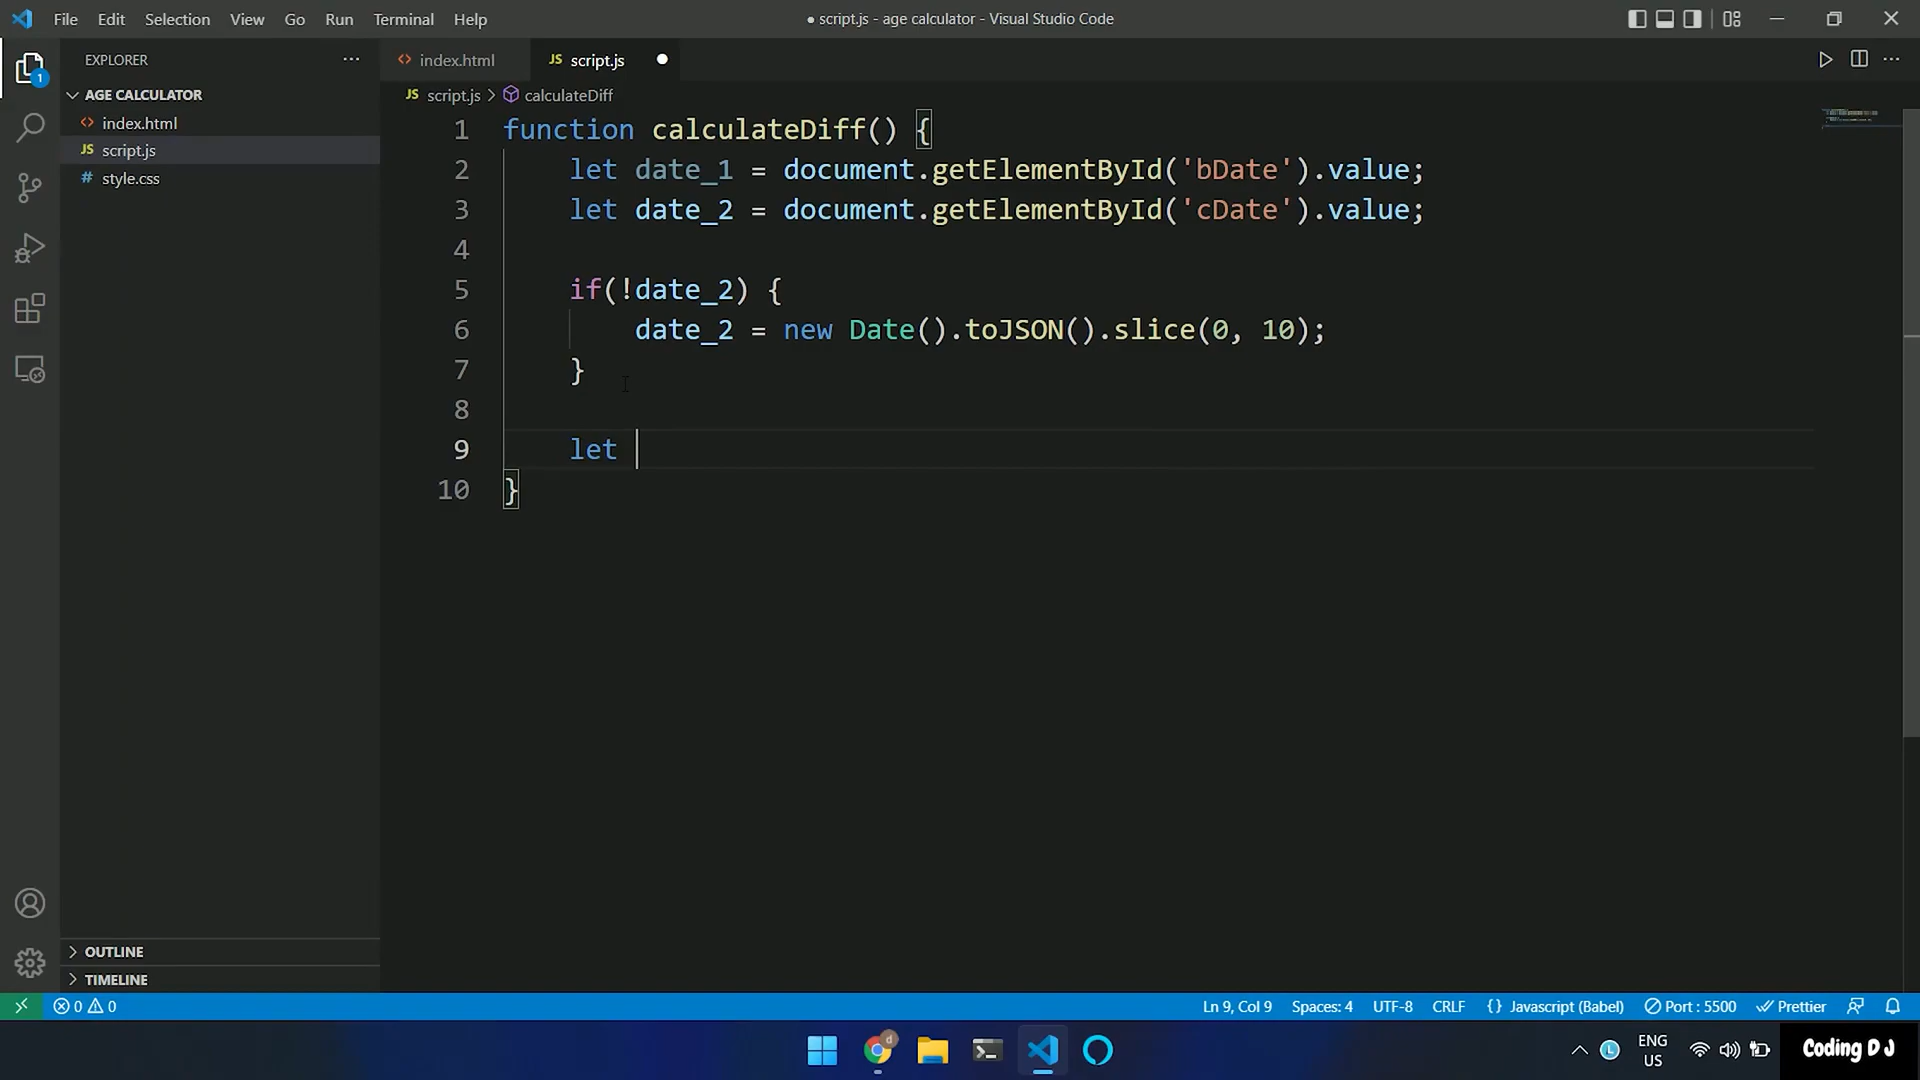 File Edit Selection View Go Run Terminal Help
● script.js - age calculator - Visual Studio Code
EXPLORER
AGE CALCULATOR
index.html
JS script.js
# style.css
OUTLINE
TIMELINE
1
index.html
JS script.js
JS script.js > calculateDiff
1 function calculateDiff() {
2 let date_1 = document.getElementById('bDate').value;
3 let date_2 = document.getElementById('cDate').value;
4
5 if(!date_2) {
6 date_2 = new Date().toJSON().slice(0, 10);
7 }
8
9 let
10 }
0 0
Ln 9, Col 9 Spaces: 4 UTF-8 CRLF {} Javascript (Babel) Port : 5500 Prettier
d
L
ENG
US
Coding D J